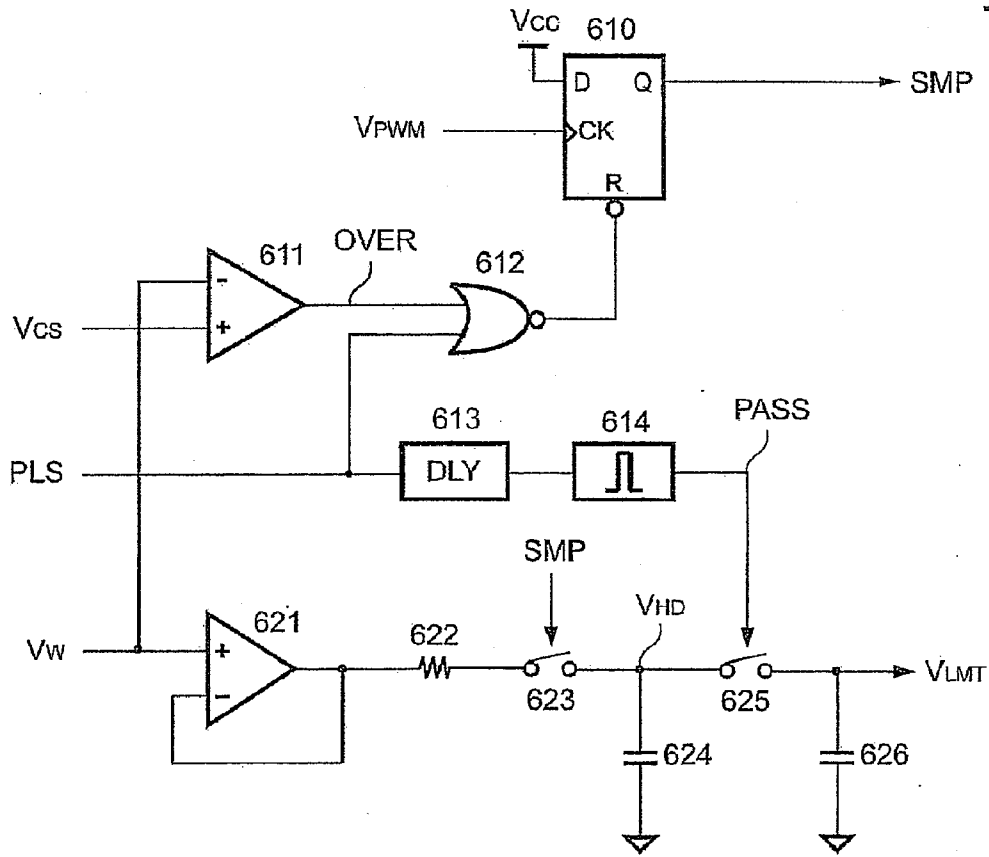 Vcc 610
D Q SMP
VPWM CK
R
611 OVER
612
- 
VCS +
PASS
613 614
PLS DLY
SMP
621 VHD
VW + 622
VLMT
- 623 625
624 626